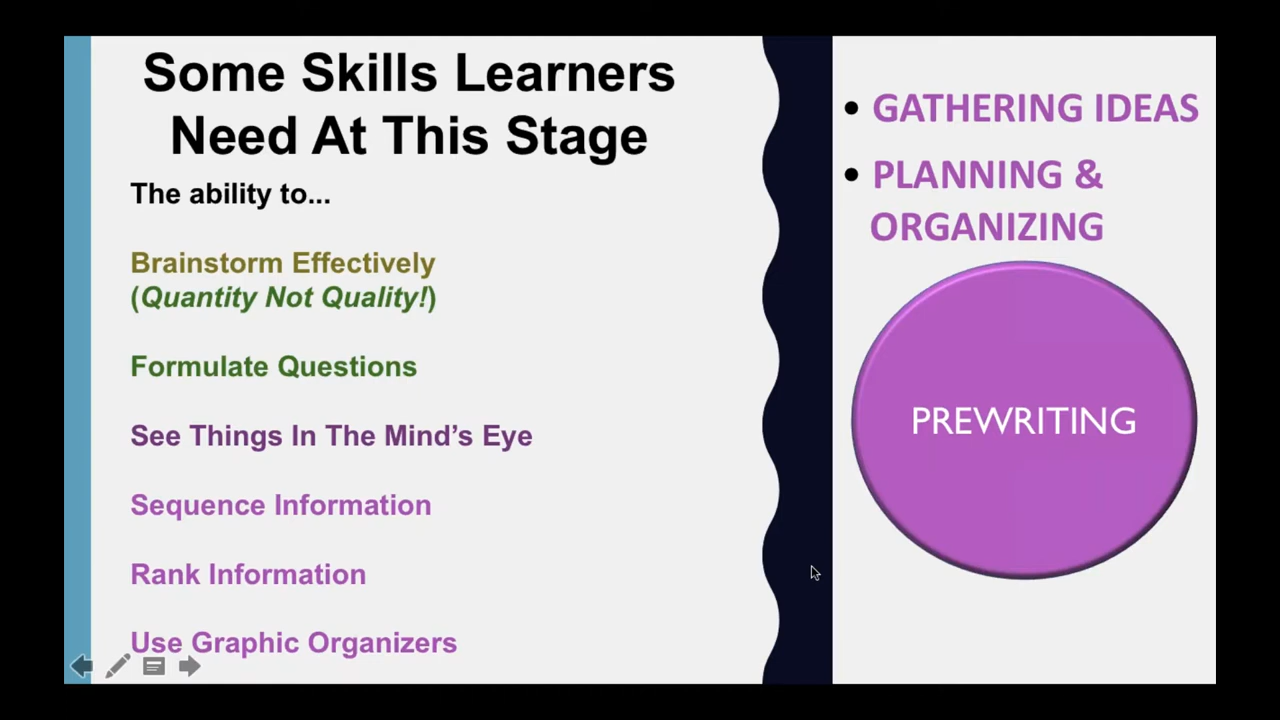 Some Skills Learners
Need At This Stage
The ability to...
Brainstorm Effectively
(Quantity Not Quality!)
Formulate Questions
See Things In The Mind’s Eye
Sequence Information
Rank Information
Use Graphic Organizers
• GATHERING IDEAS
• PLANNING &
ORGANIZING
PREWRITING